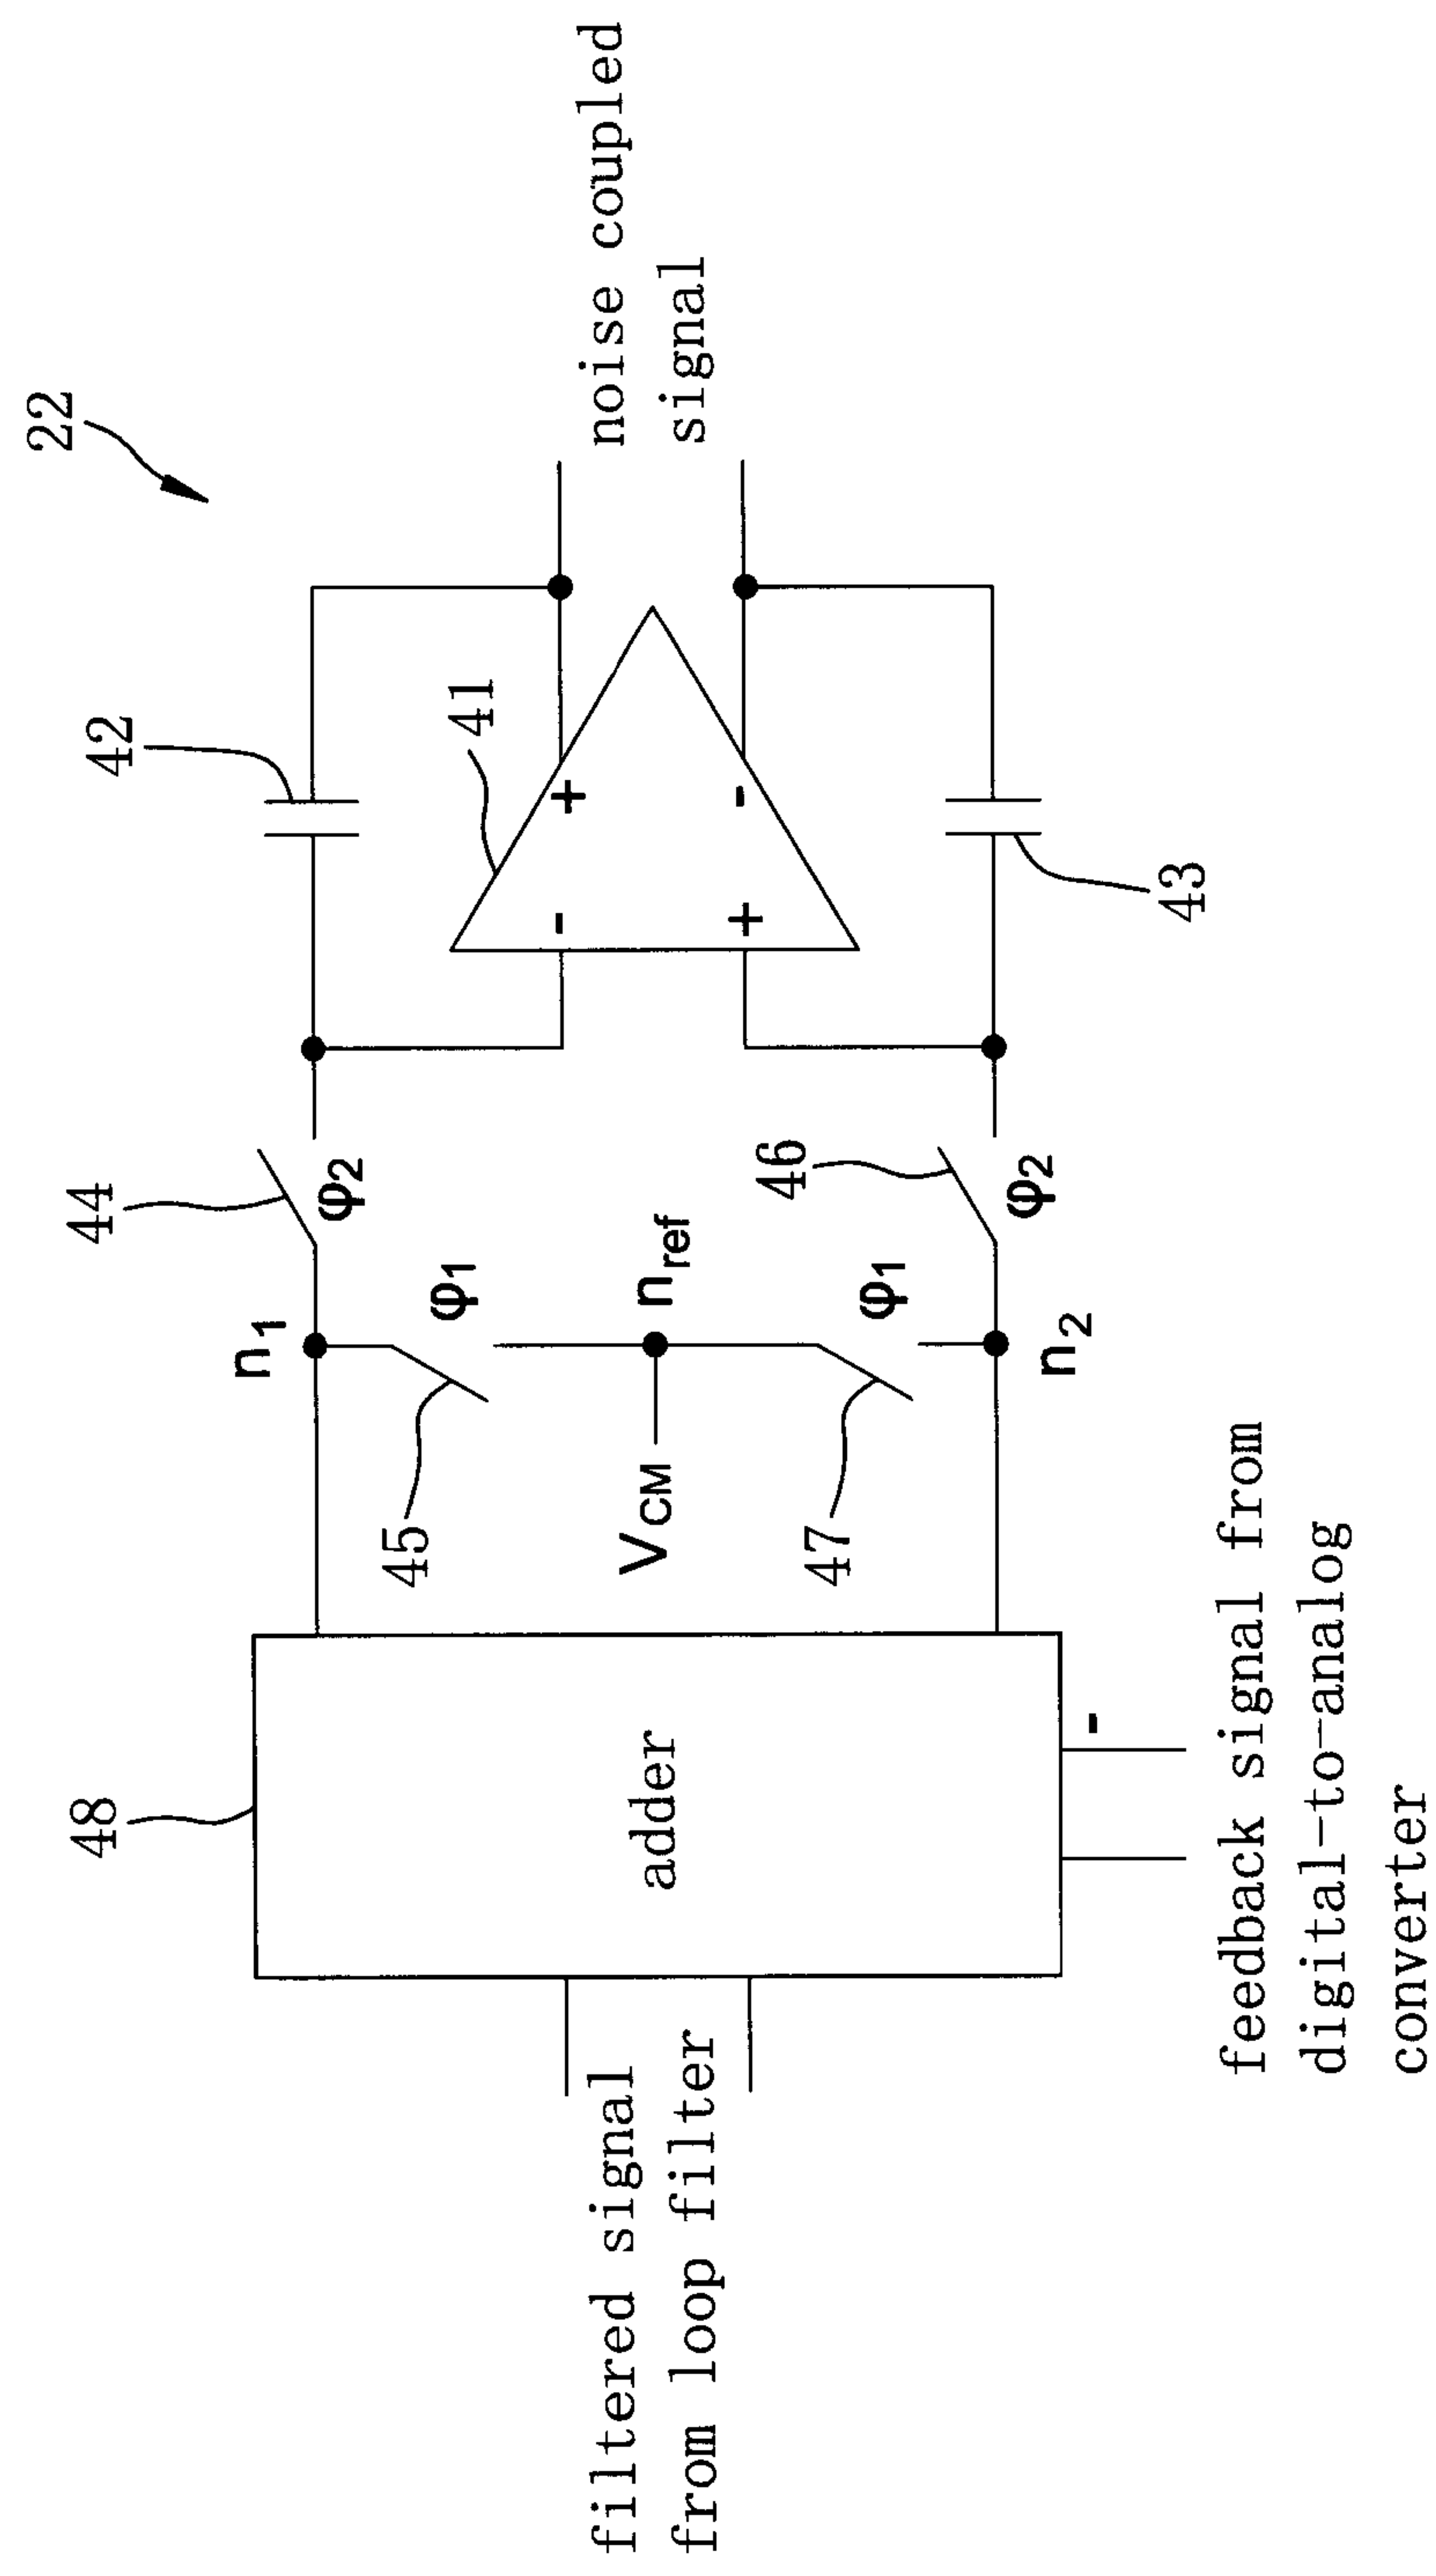 22
42
44
n1
φ2
48
45
φ1
41
-
+
noise coupled
signal
adder
VCM
nref
+
-
filtered signal
from loop filter
47
φ1
46
φ2
n2
43
-
feedback signal from
digital-to-analog
converter